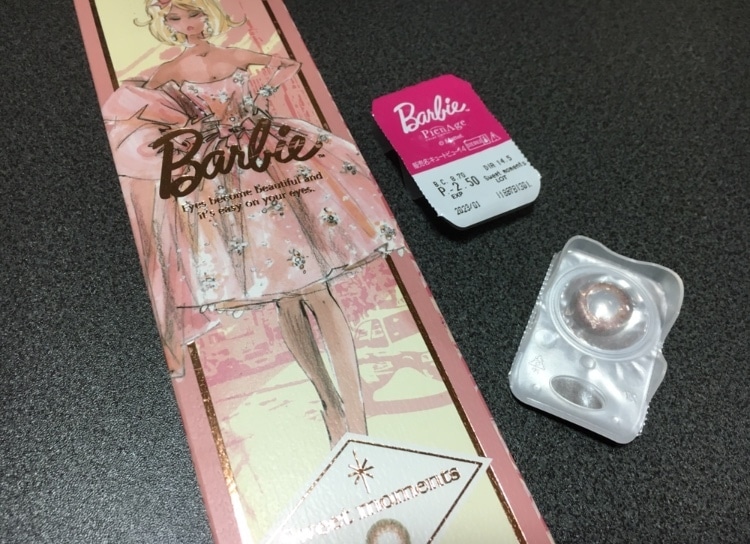 Barbie
Eyes become beautiful and
it's easy on your eyes.
moments
Barbie
PienAge
B.C. 8.70
DIA 14.5
P -2.50
Sweet moments
EXP
LOT
2023/01